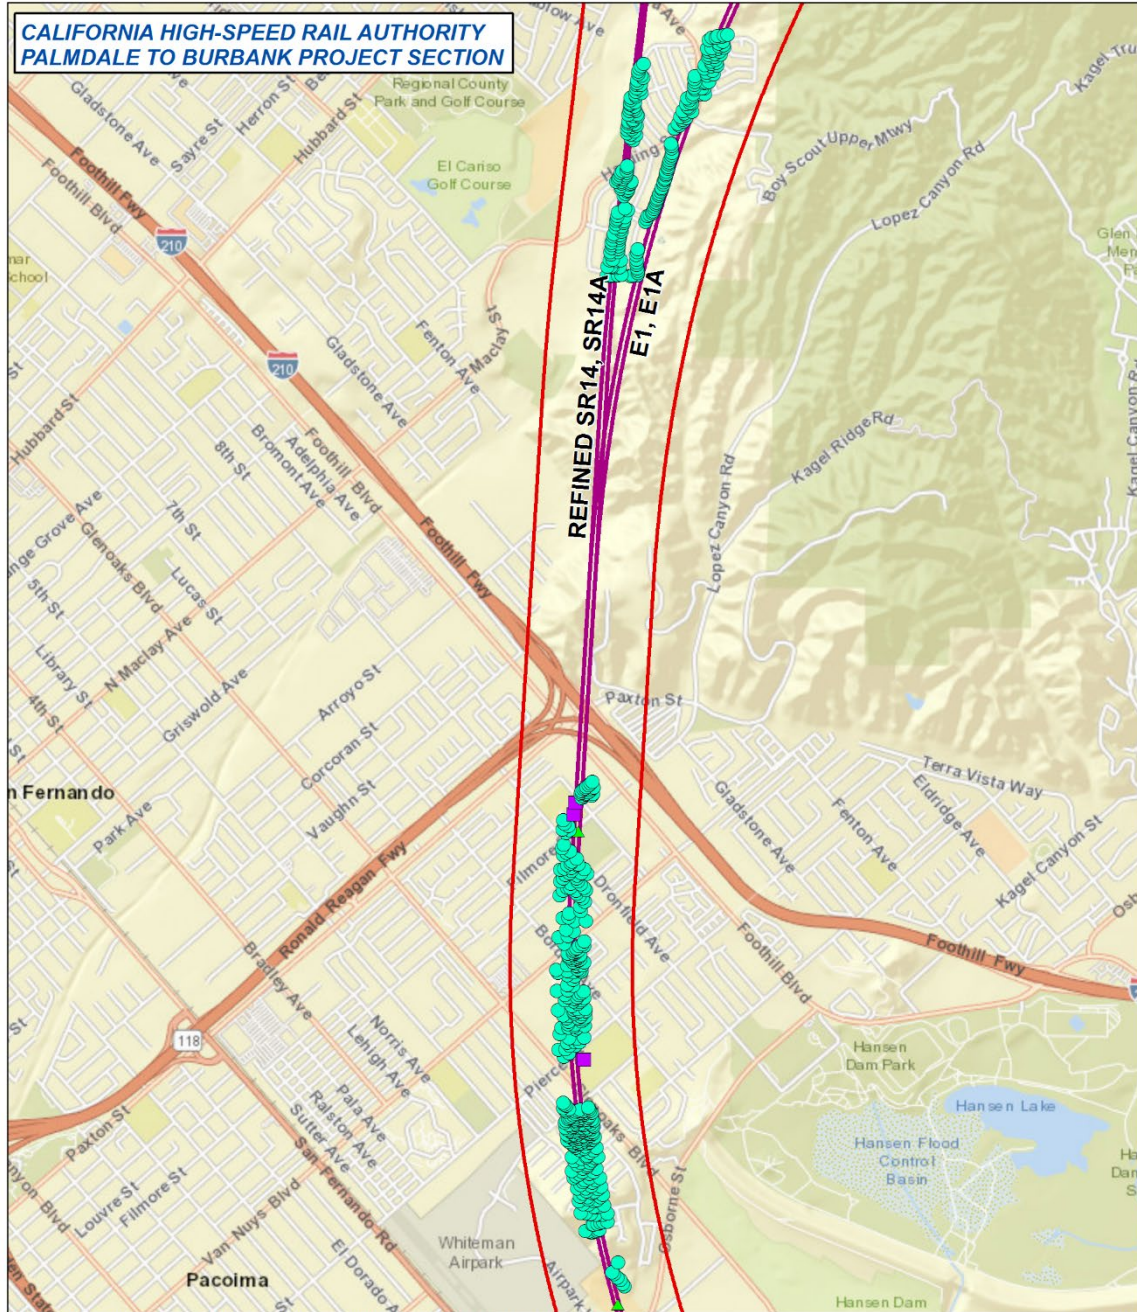 CALIFORNIA HIGH-SPEED RAIL AUTHORITY
PALMDALE TO BURBANK PROJECT SECTION
Regional County
Park and Golf Course
Gladstone Ave
Sayre St
Herron St
Hubbard St
Foothill Fwy
Foothill Blvd
El Cariso
Golf Course
210
Boy Scout Upper Mtwy
Lopez Canyon Rd
School
Maclay St
REFINED SR14, SR14A
E1, E1A
Fenton Ave
Gladstone Ave
210
Hubbard St
8th St
Bromont Ave
Adelphia Ave
Foothill Blvd
Foothill Fwy
Kagel Ridge Rd
Kagel Canyon Rd
Lopez Canyon Rd
7th St
Glenoaks Blvd
5th St
Lucas St
Library St
N Maclay Ave
4th St
Griswold Ave
Arroyo St
Corcoran St
Vaughn St
Paxton St
Terra Vista Way
n Fernando
Park Ave
Gladstone Ave
Fenton Ave
Eldridge Ave
Kagel Canyon St
Ronald Reagan Fwy
Filmore
Dronfield Ave
Bradley Ave
Foothill Blvd
Foothill Fwy
118
Norris Ave
Lehigh Ave
Pala Ave
Ralston Ave
Sutter Ave
Pierce
Hansen
Dam Park
Hansen Lake
Hansen Flood
Control
Basin
Paxton St
Louvre St
Filmore St
Van Nuys Blvd
San Fernando Rd
El Dorado A
Osborne St
Whiteman
Airpark
Pacoima
Hansen Dam